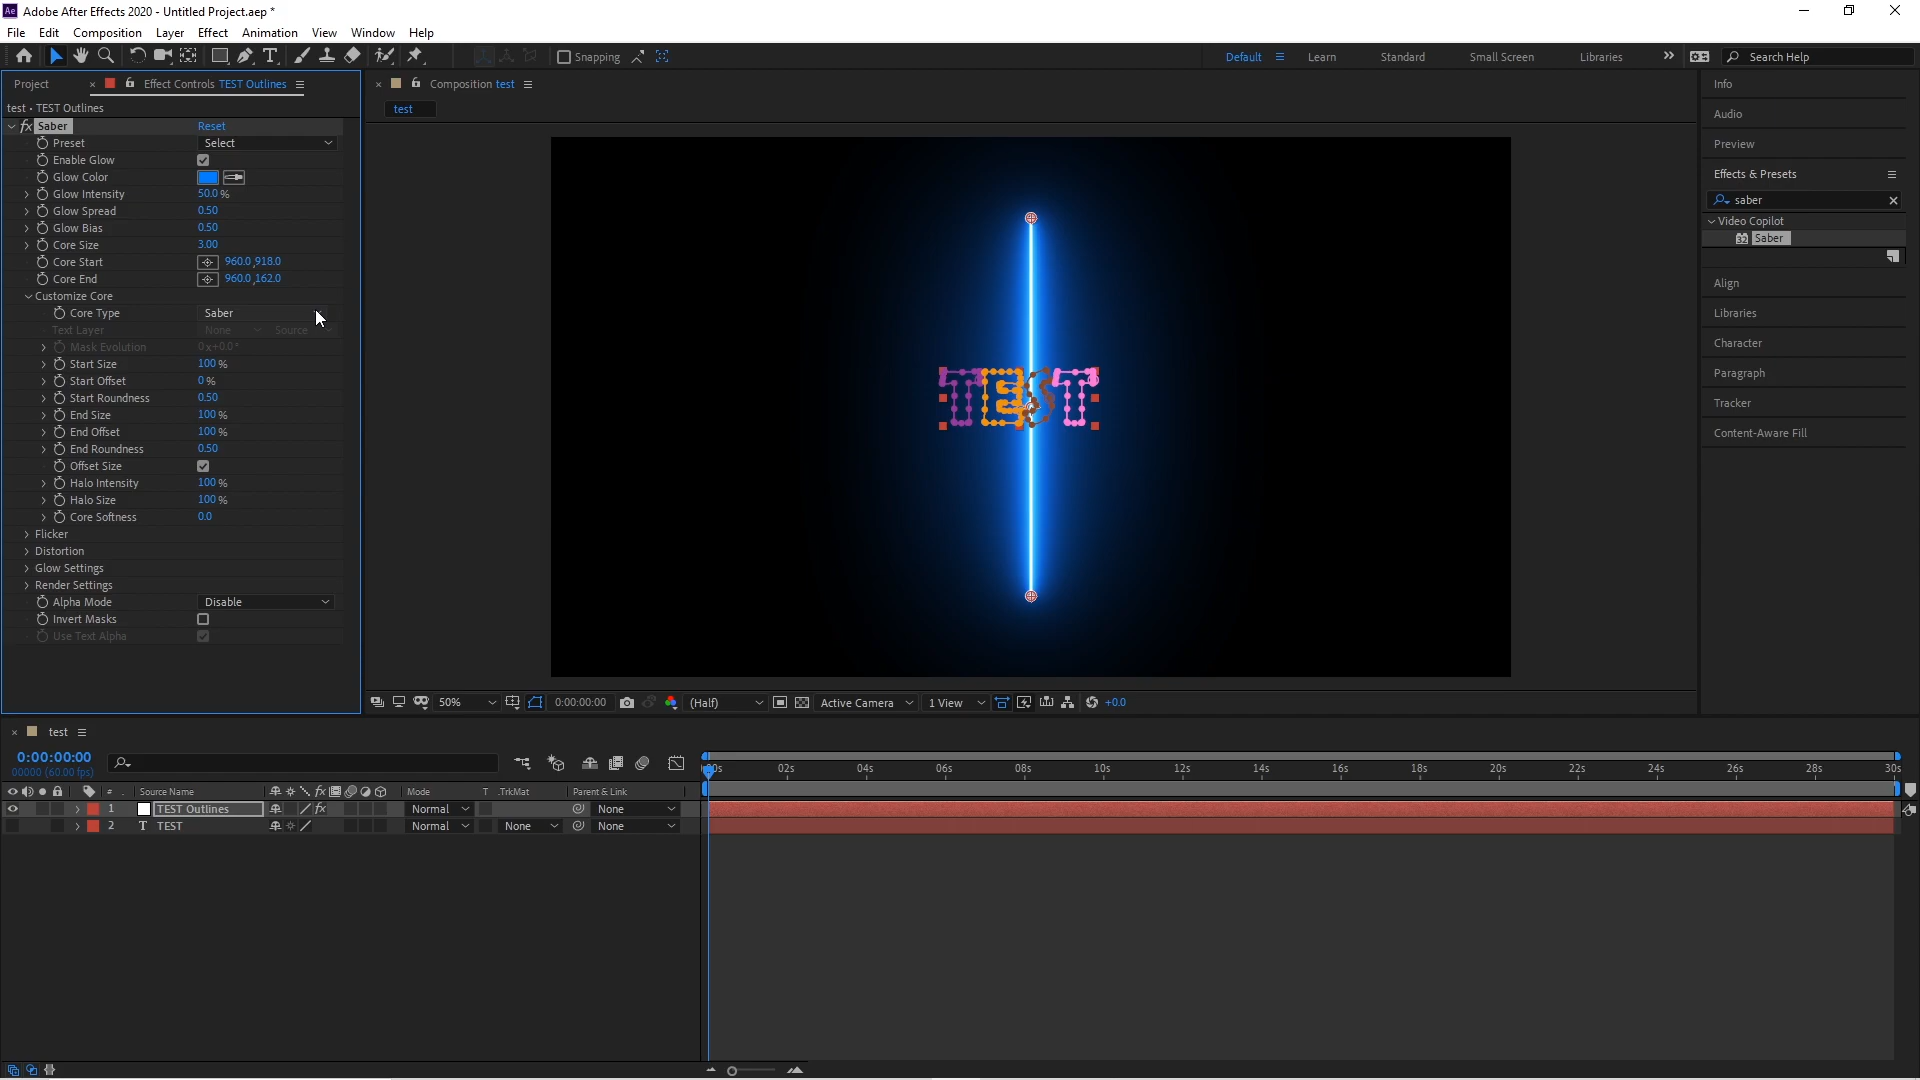 Ae Adobe After Effects 2020 - Untitled Project.aep *
File Edit Composition Layer Effect Animation View Window Help
Snapping Default Learn Standard Small Screen Libraries Search Help
Project Effect Controls TEST Outlines
test • TEST Outlines
fx Saber Reset
Preset Select
Enable Glow
Glow Color
Glow Intensity 50.0 %
Glow Spread 0.50
Glow Bias 0.50
Core Size 3.00
Core Start 960.0,918.0
Core End 960.0,162.0
Customize Core
Core Type Saber
Text Layer None Source
Mask Evolution 0x+0.0°
Start Size 100 %
Start Offset 0 %
Start Roundness 0.50
End Size 100 %
End Offset 100 %
End Roundness 0.50
Offset Size
Halo Intensity 100 %
Halo Size 100 %
Core Softness 0.0
Flicker
Distortion
Glow Settings
Render Settings
Alpha Mode Disable
Invert Masks
Use Text Alpha
Composition test
test
TEST
50% 0:00:00:00 (Half) Active Camera 1 View +0.0
Info
Audio
Preview
Effects & Presets
saber
Video Copilot
32 Saber
Align
Libraries
Character
Paragraph
Tracker
Content-Aware Fill
test
0:00:00:00
00000 (60.00 fps)
# Source Name fx Mode T .TrkMat Parent & Link
1 TEST Outlines fx Normal None
2 T TEST Normal None None
00s 02s 04s 06s 08s 10s 12s 14s 16s 18s 20s 22s 24s 26s 28s 30s